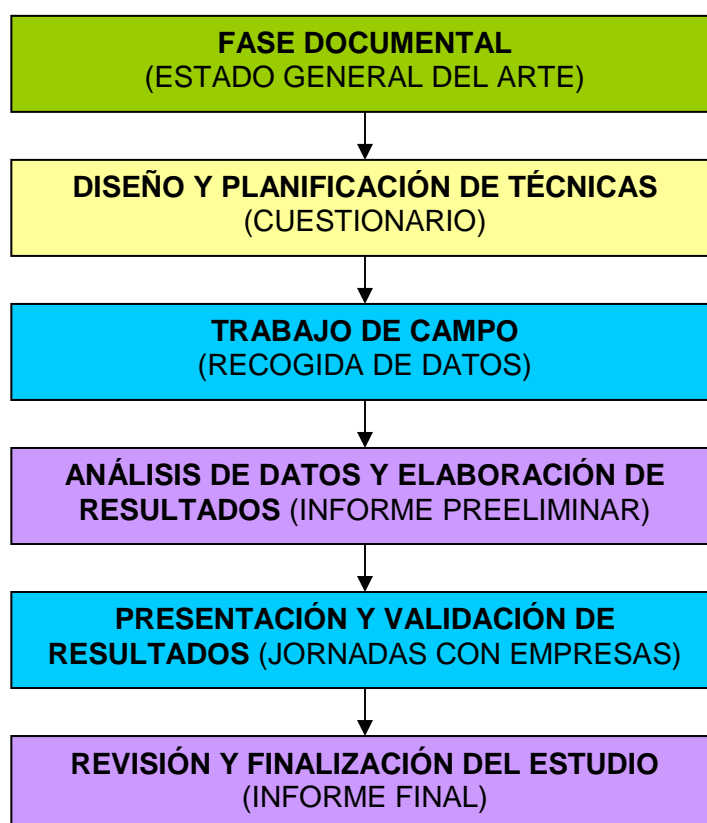 FASE DOCUMENTAL
(ESTADO GENERAL DEL ARTE)
DISEÑO Y PLANIFICACIÓN DE TÉCNICAS
(CUESTIONARIO)
TRABAJO DE CAMPO
(RECOGIDA DE DATOS)
ANÁLISIS DE DATOS Y ELABORACIÓN DE
RESULTADOS (INFORME PREELIMINAR)
PRESENTACIÓN Y VALIDACIÓN DE
RESULTADOS (JORNADAS CON EMPRESAS)
REVISIÓN Y FINALIZACIÓN DEL ESTUDIO
(INFORME FINAL)